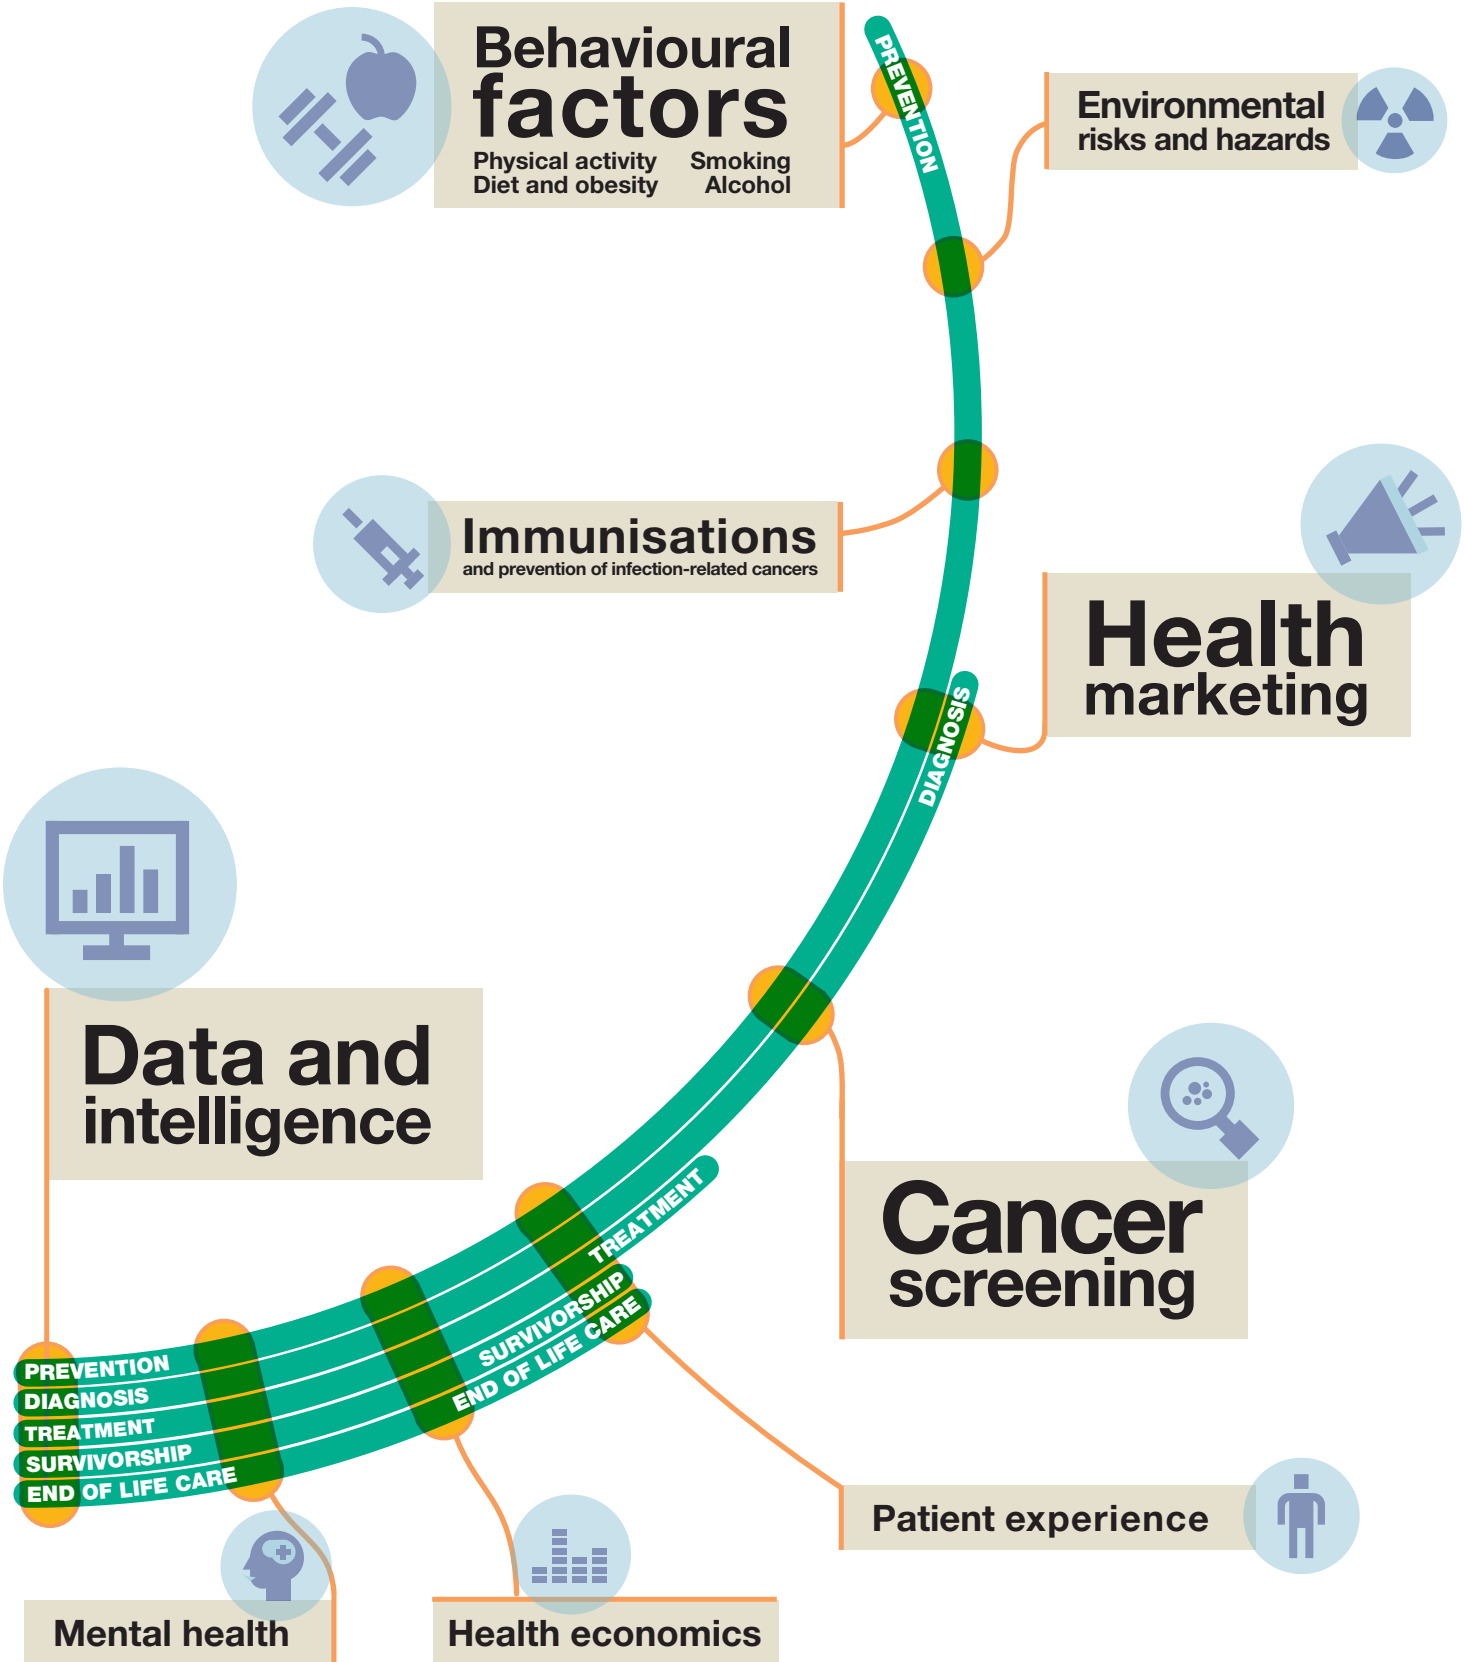 Behavioural
factors
Physical activity Smoking
Diet and obesity Alcohol
PREVENTION
Environmental
risks and hazards
Immunisations
and prevention of infection-related cancers
Health
marketing
DIAGNOSIS
Data and
intelligence
Cancer
screening
TREATMENT
SURVIVORSHIP
END OF LIFE CARE
PREVENTION
DIAGNOSIS
TREATMENT
SURVIVORSHIP
END OF LIFE CARE
Patient experience
Mental health
Health economics